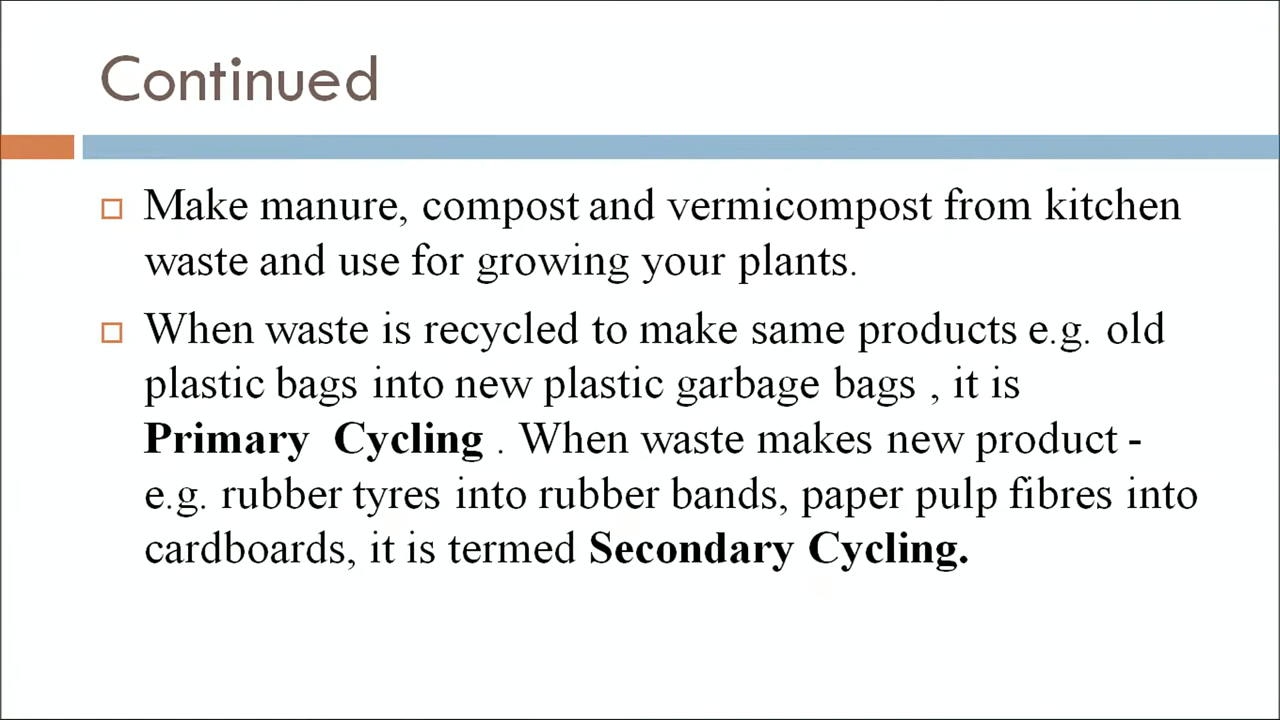 Continued
Make manure, compost and vermicompost from kitchen
waste and use for growing your plants.
When waste is recycled to make same products e.g. old
plastic bags into new plastic garbage bags , it is
Primary Cycling . When waste makes new product -
e.g. rubber tyres into rubber bands, paper pulp fibres into
cardboards, it is termed Secondary Cycling.